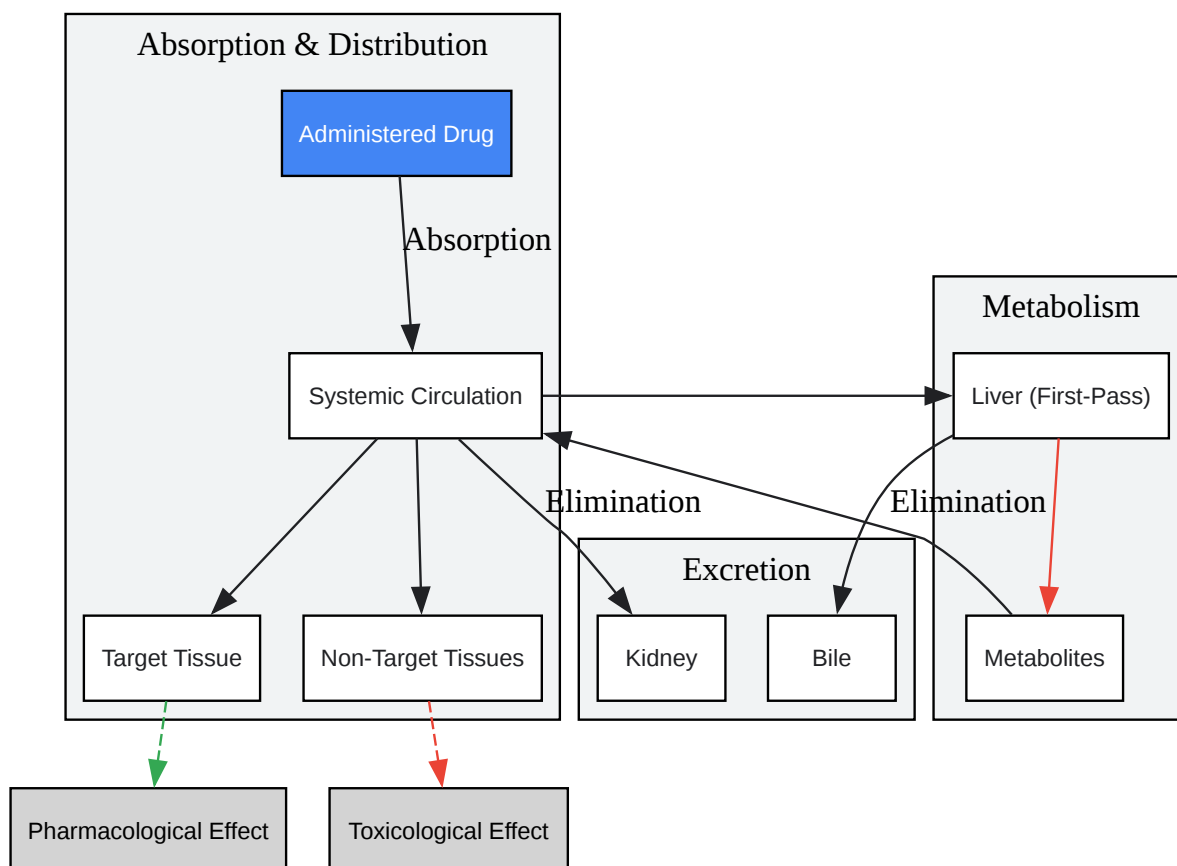 Absorption & Distribution
Administered Drug
Absorption
Metabolism
Systemic Circulation
Liver (First-Pass)
Elimination
Elimination
Excretion
Target Tissue
Non-Target Tissues
Kidney
Bile
Metabolites
Pharmacological Effect
Toxicological Effect